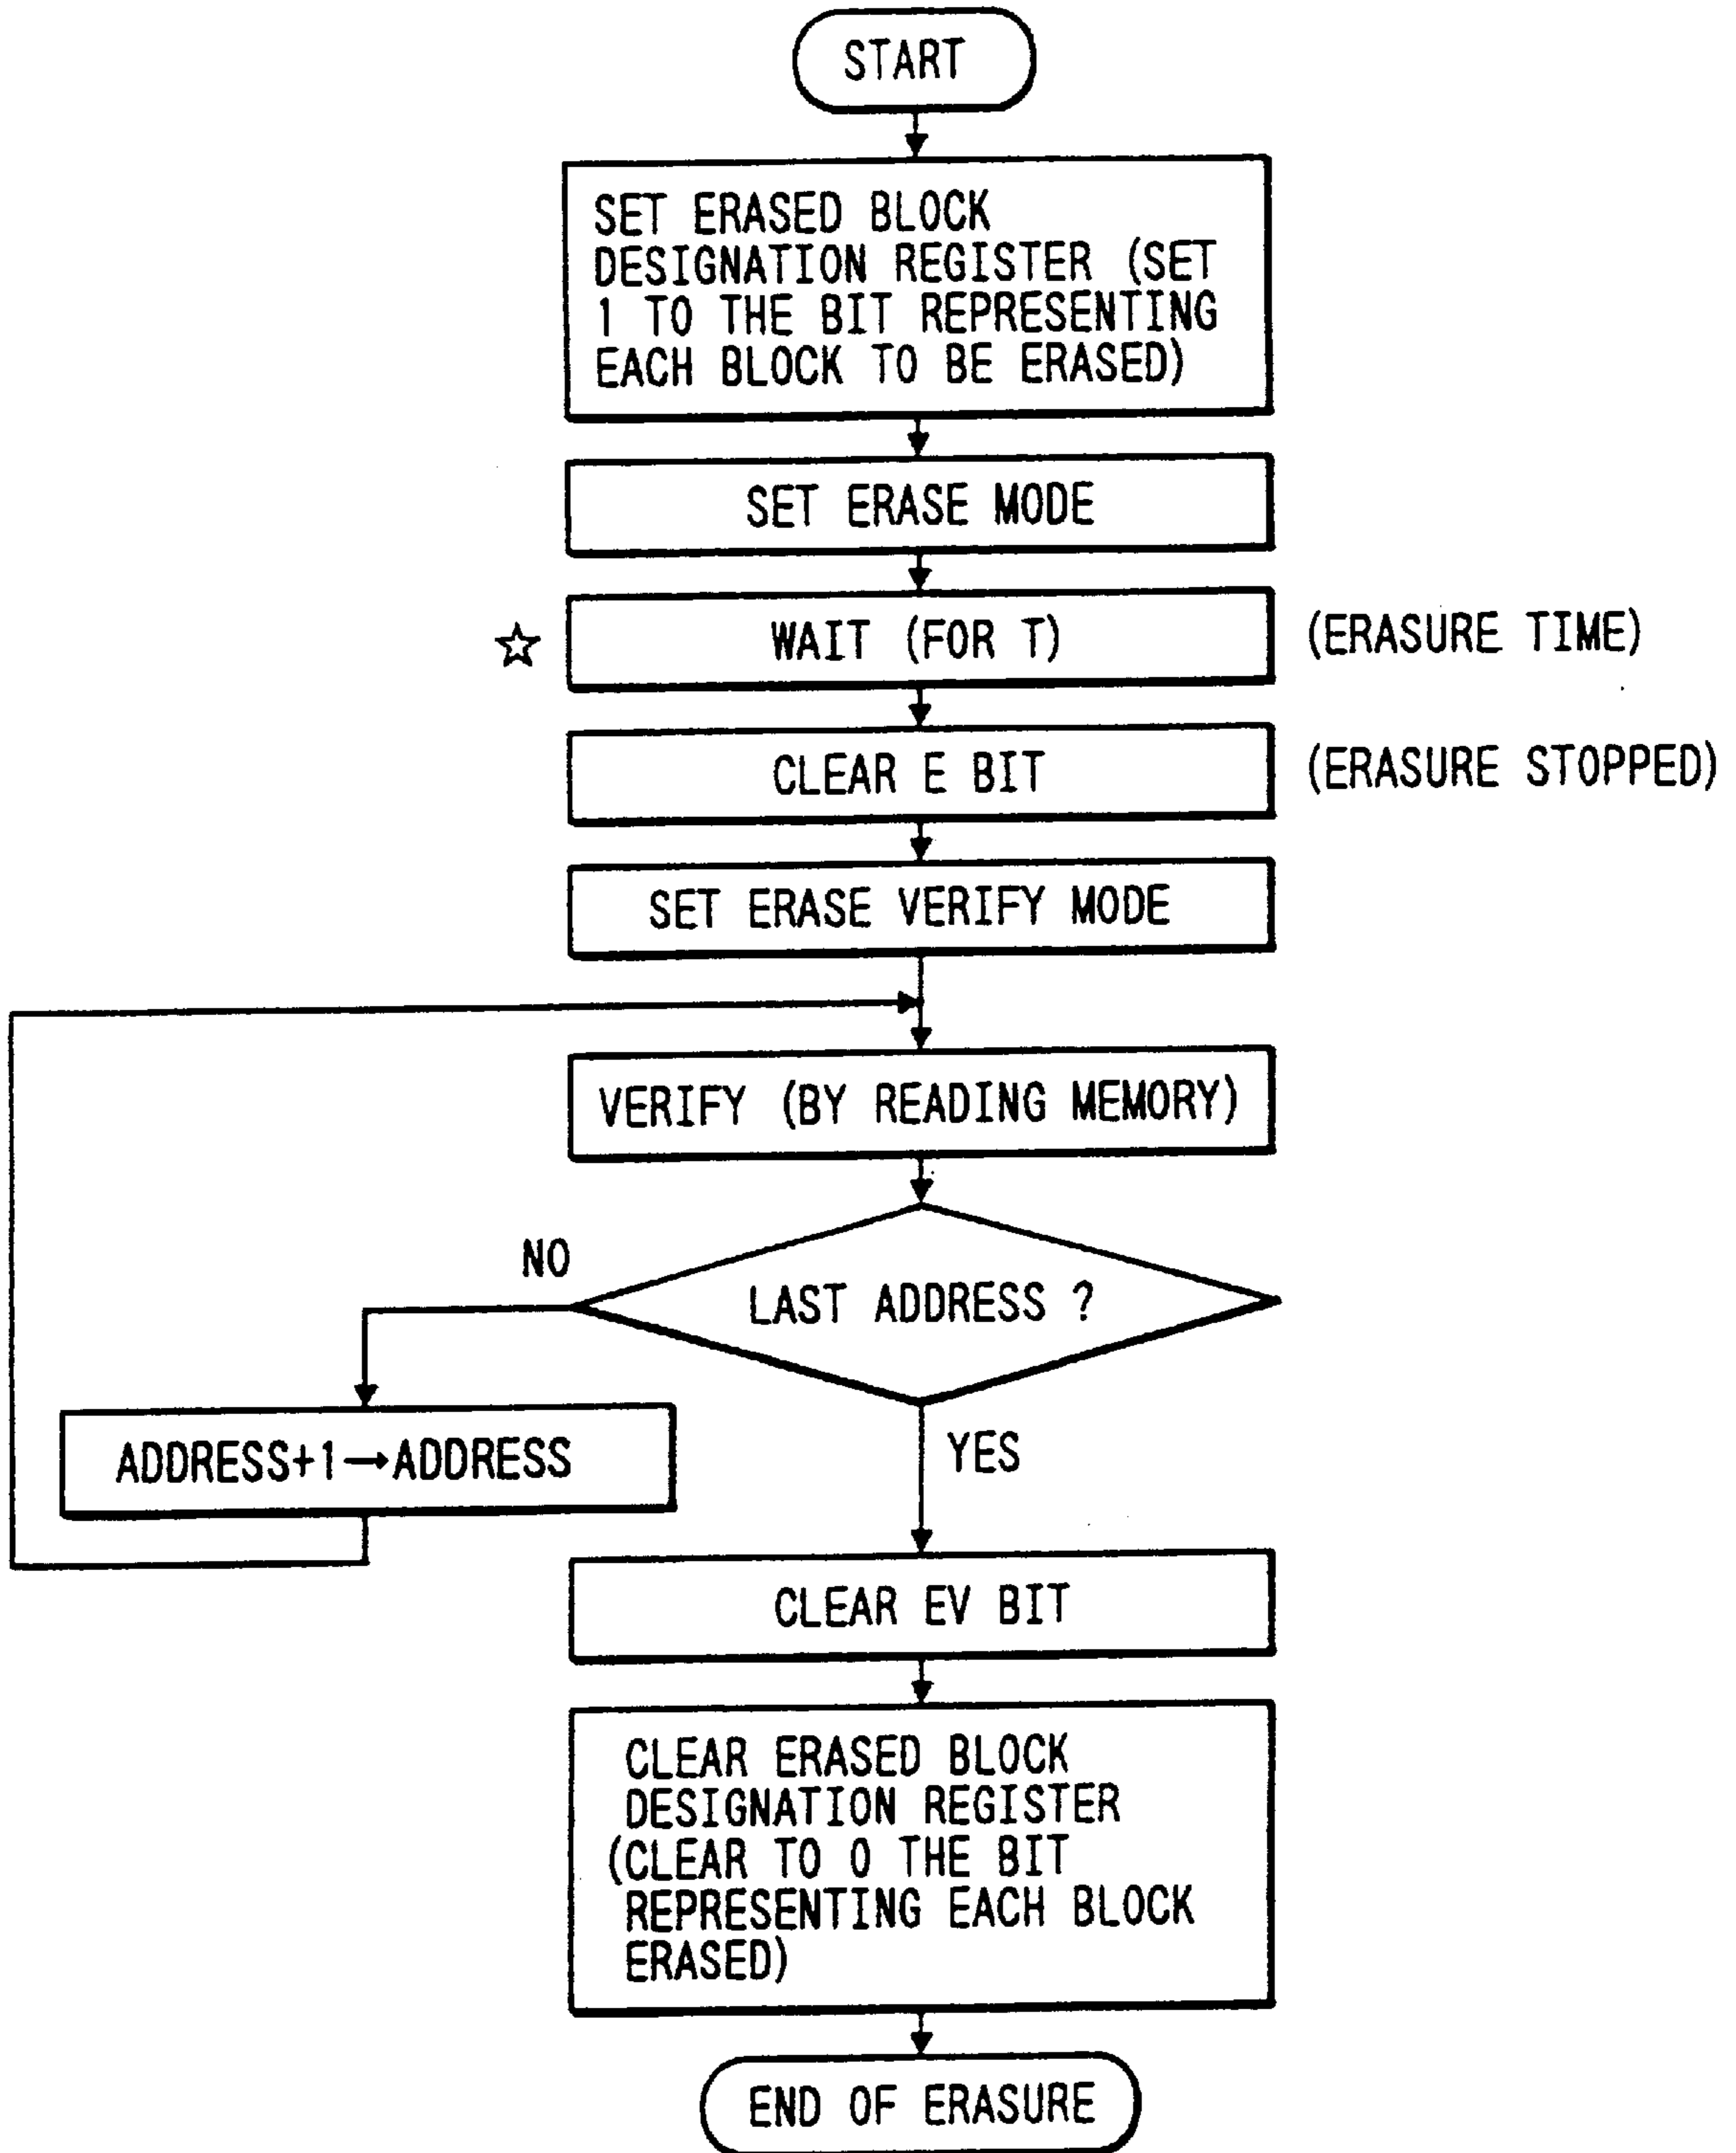 START
SET ERASED BLOCK
DESIGNATION REGISTER (SET
1 TO THE BIT REPRESENTING
EACH BLOCK TO BE ERASED)
SET ERASE MODE
☆ WAIT (FOR T) (ERASURE TIME)
CLEAR E BIT (ERASURE STOPPED)
SET ERASE VERIFY MODE
VERIFY (BY READING MEMORY)
NO
LAST ADDRESS ?
ADDRESS+1→ADDRESS
YES
CLEAR EV BIT
CLEAR ERASED BLOCK
DESIGNATION REGISTER
(CLEAR TO 0 THE BIT
REPRESENTING EACH BLOCK
ERASED)
END OF ERASURE